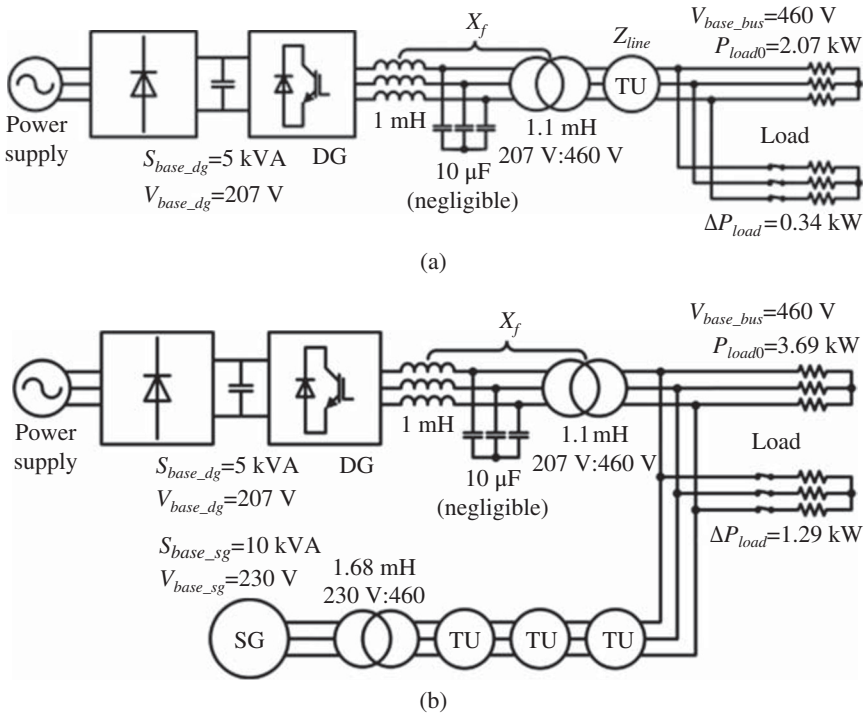 X_f
Z_line
V_base_bus=460 V
P_load0=2.07 kW
TU
Power
supply
1 mH
1.1 mH
Load
S_base_dg=5 kVA
DG
207 V:460 V
V_base_dg=207 V
10 μF
(negligible)
ΔP_load=0.34 kW
(a)
X_f
V_base_bus=460 V
P_load0=3.69 kW
Power
supply
1 mH
1.1 mH
Load
S_base_dg=5 kVA
DG
207 V:460 V
V_base_dg=207 V
10 μF
(negligible)
ΔP_load=1.29 kW
S_base_sg=10 kVA
V_base_sg=230 V
1.68 mH
230 V:460
SG
TU
TU
TU
(b)